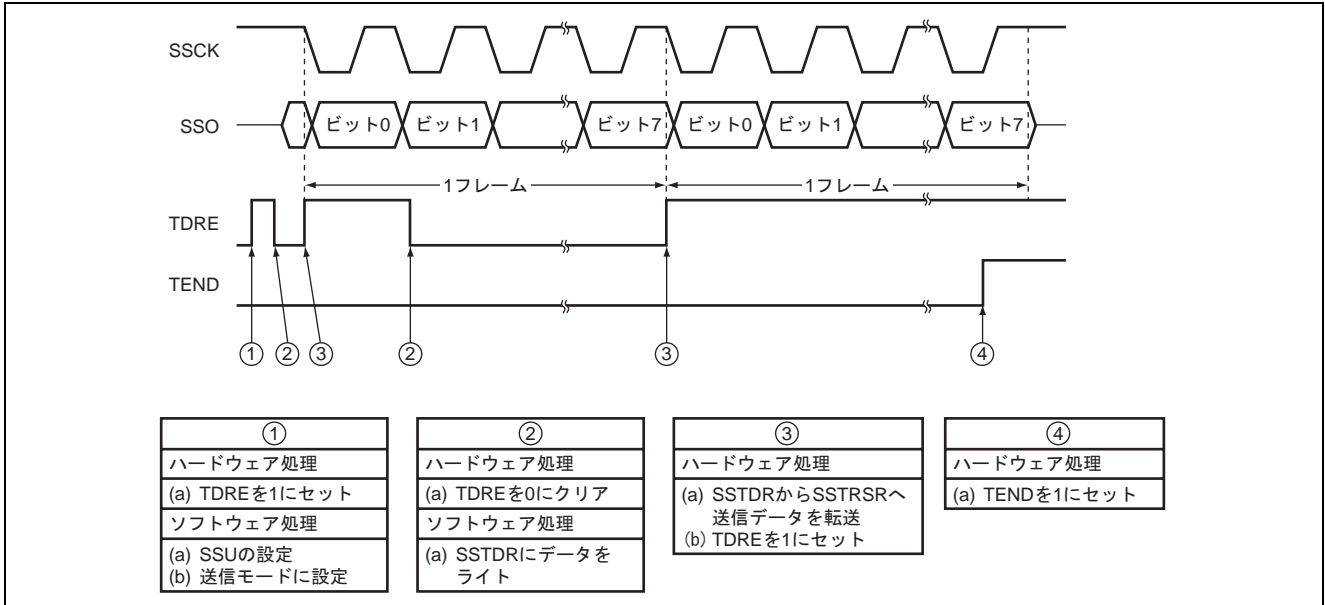 SSCK
SSO
ビット0 ビット1 ビット7 ビット0 ビット1 ビット7
1フレーム 1フレーム
TDRE
TEND
① ② ③ ② ③ ④
①
ハードウェア処理
(a) TDREを1にセット
ソフトウェア処理
(a) SSUの設定
(b) 送信モードに設定
②
ハードウェア処理
(a) TDREを0にクリア
ソフトウェア処理
(a) SSTDRにデータを
ライト
③
ハードウェア処理
(a) SSTDRからSSTRSRへ
送信データを転送
(b) TDREを1にセット
④
ハードウェア処理
(a) TENDを1にセット